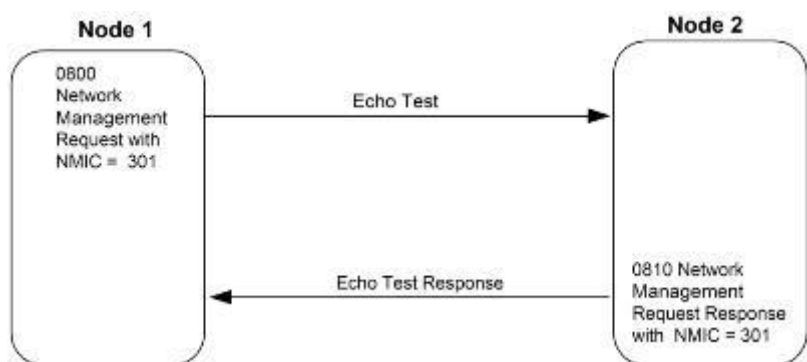 Node 1
Node 2
0800
Network
Management
Request with
NMIC = 301
Echo Test
Echo Test Response
0810 Network
Management
Request Response
with NMIC = 301